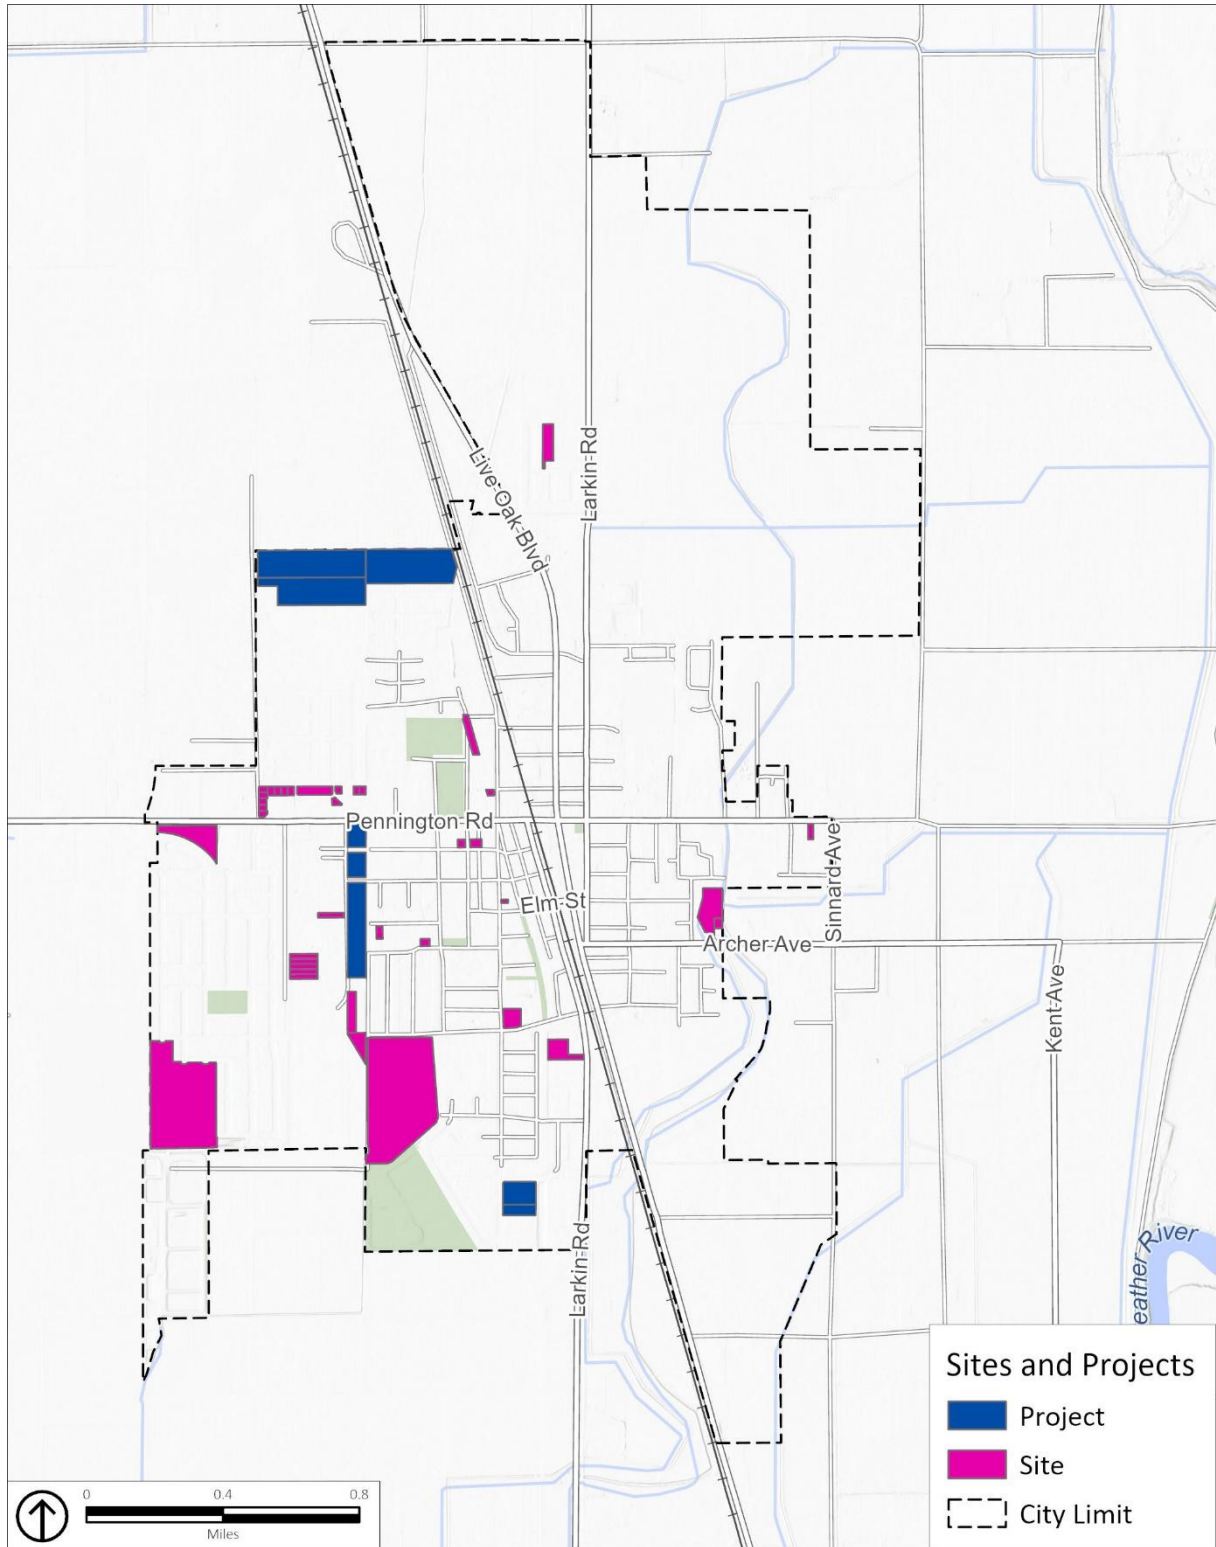 Larkin Rd
Live Oak Blvd
Pennington Rd
Elm St
Sinnard Ave
Archer Ave
Kent Ave
Larkin Rd
eather River
Sites and Projects
Project
Site
City Limit
0 0.4 0.8
Miles